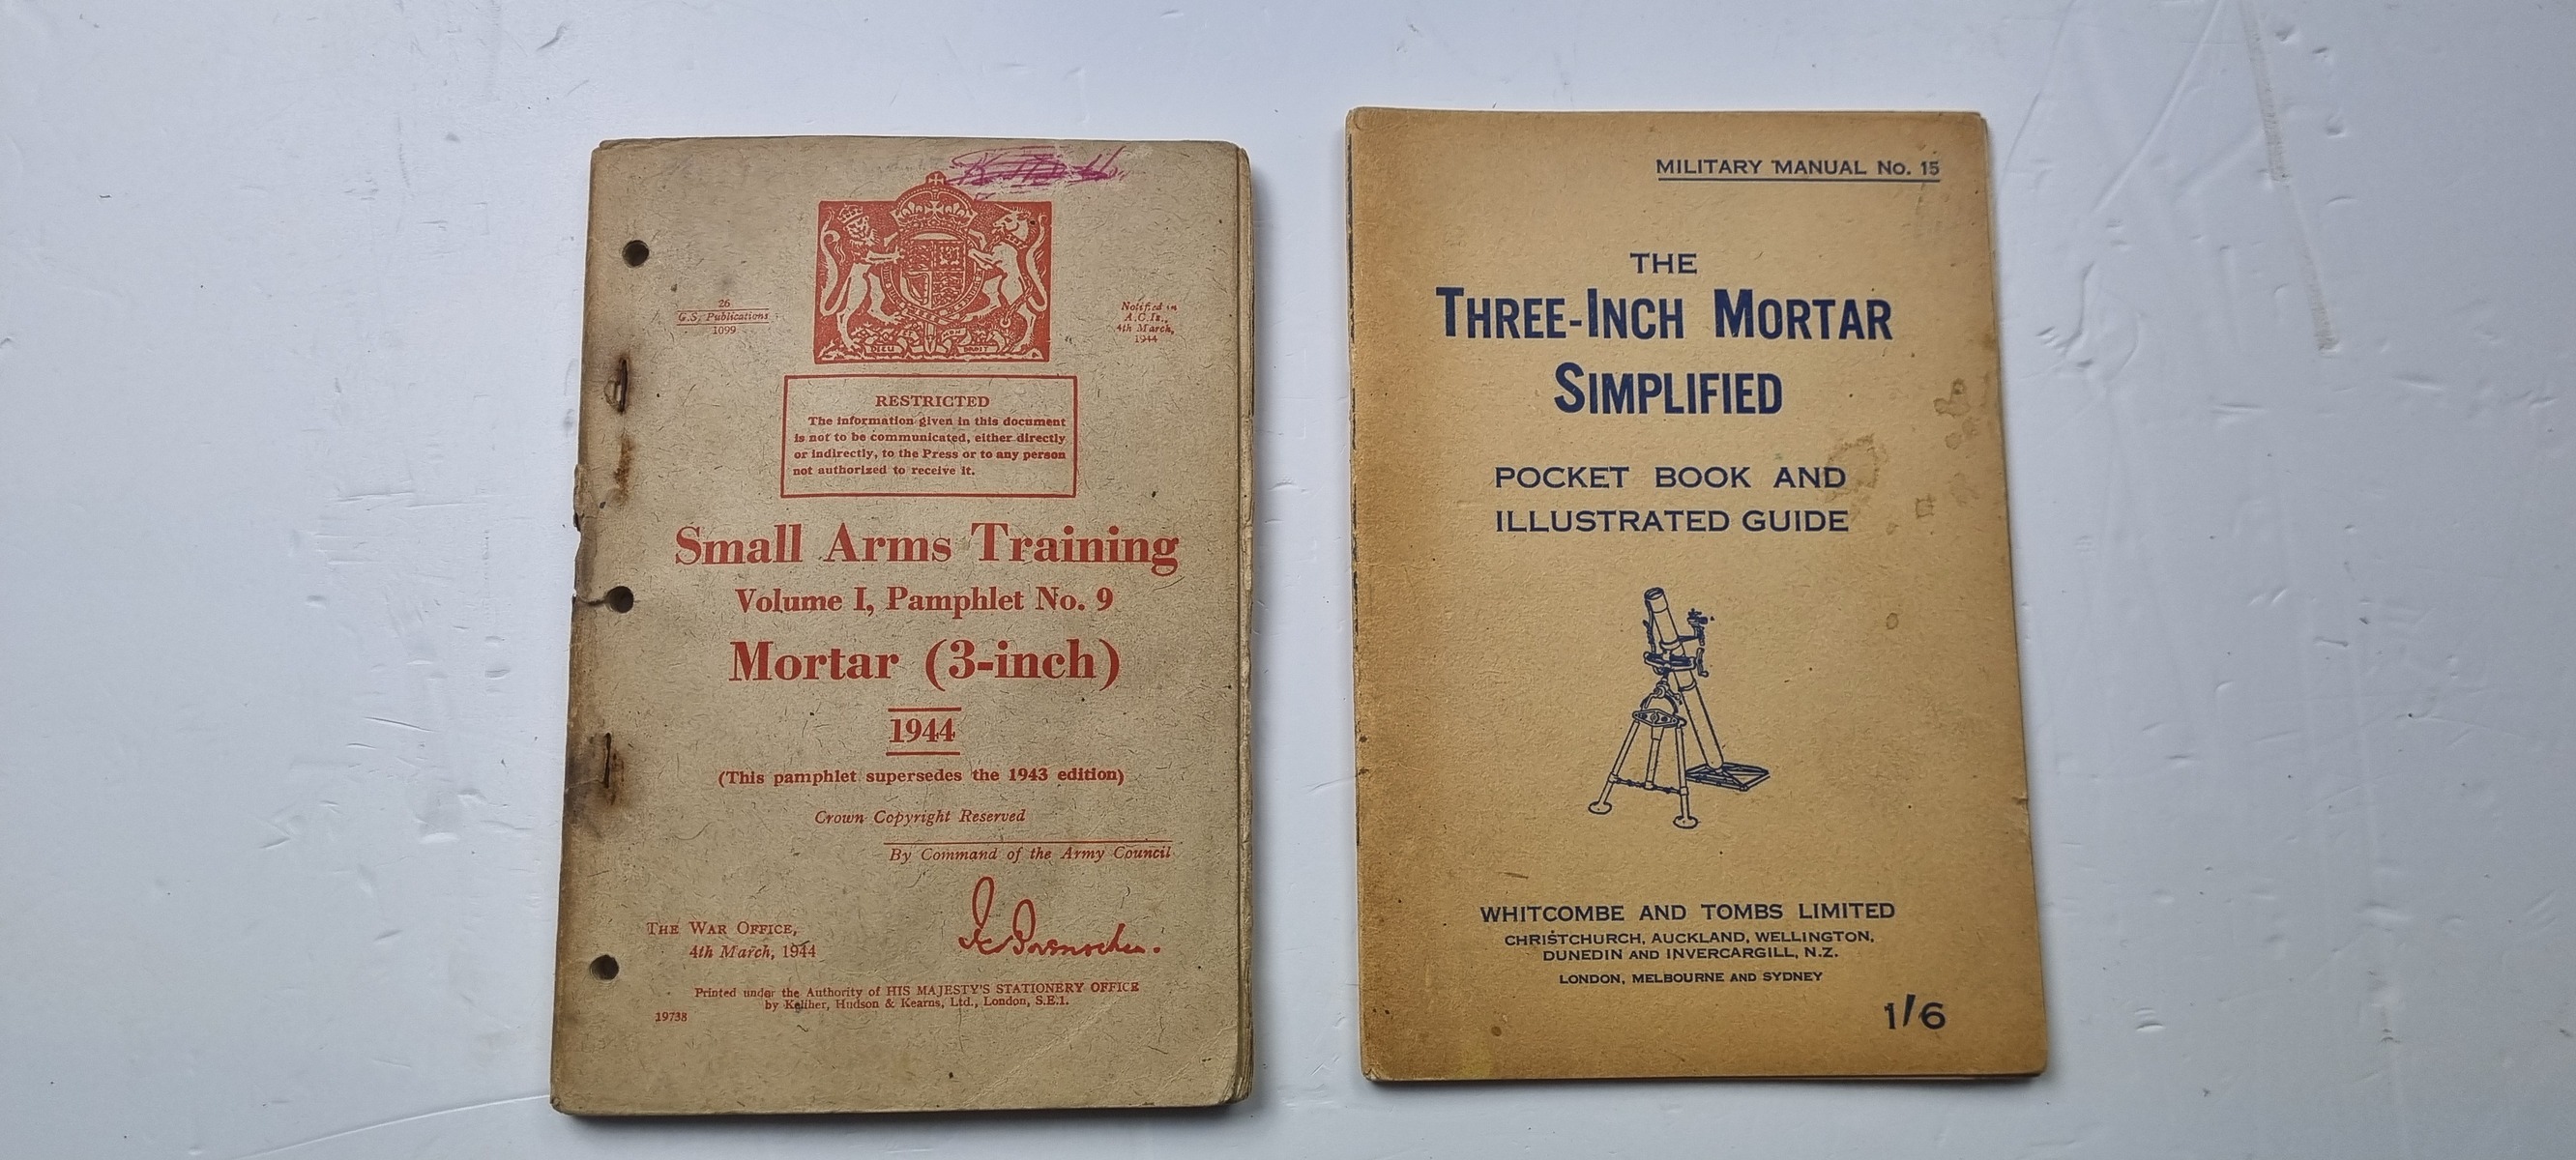 26
G.S. Publications
1099
Notified in
A.C.Is.,
4th March,
1944
DIEU DROIT
RESTRICTED
The information given in this document
is not to be communicated, either directly
or indirectly, to the Press or to any person
not authorized to receive it.
Small Arms Training
Volume I, Pamphlet No. 9
Mortar (3-inch)
1944
(This pamphlet supersedes the 1943 edition)
Crown Copyright Reserved
By Command of the Army Council
THE WAR OFFICE,
4th March, 1944
Printed under the Authority of HIS MAJESTY'S STATIONERY OFFICE
by Keliher, Hudson & Kearns, Ltd., London, S.E.1.
19738
MILITARY MANUAL No. 15
THE
THREE-INCH MORTAR
SIMPLIFIED
POCKET BOOK AND
ILLUSTRATED GUIDE
WHITCOMBE AND TOMBS LIMITED
CHRISTCHURCH, AUCKLAND, WELLINGTON,
DUNEDIN AND INVERCARGILL, N.Z.
LONDON, MELBOURNE AND SYDNEY
1/6